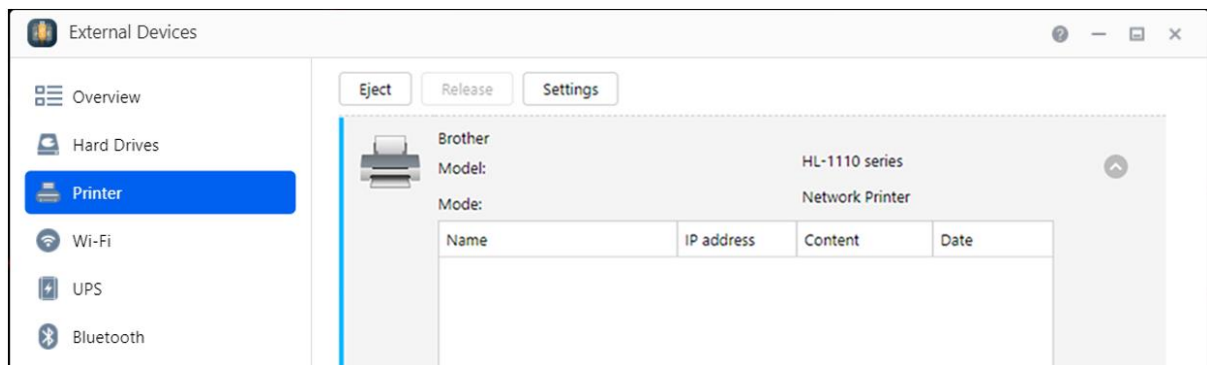 External Devices
Overview
Hard Drives
Printer
Wi-Fi
UPS
Bluetooth
Eject Release Settings
Brother
Model: HL-1110 series
Mode: Network Printer
Name IP address Content Date